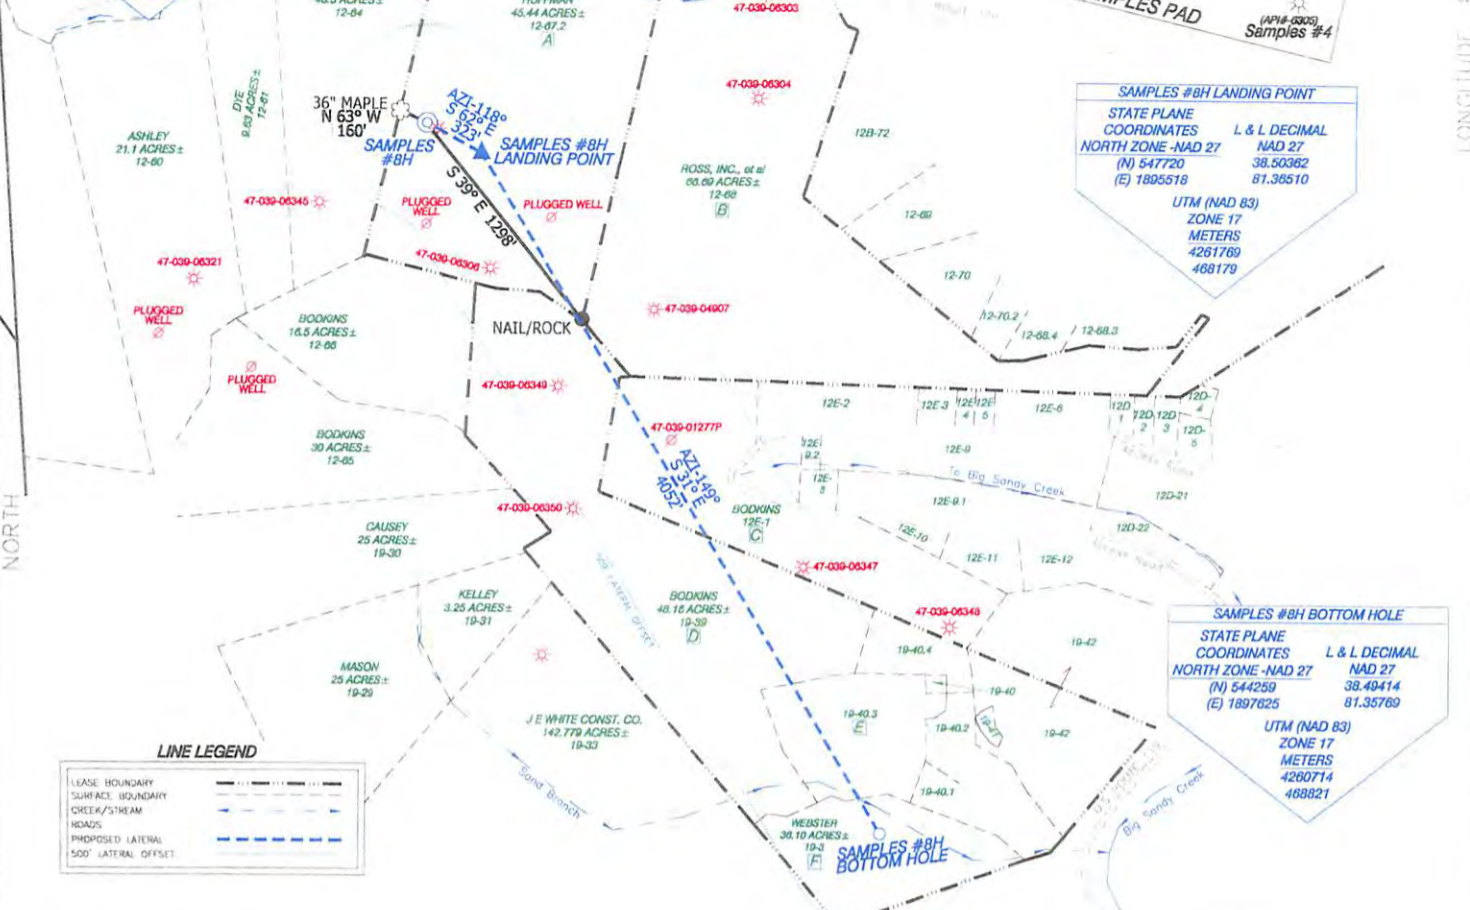 12-64
HOFFMAN
45.44 ACRES±
12-67.2
A
47-039-06303
SAMPLES PAD
(API#-6305)
Samples #4
DYE
9.63 ACRES±
12-61
ASHLEY
21.1 ACRES±
12-60
36" MAPLE
N 63° W
160'
SAMPLES
#8H
AZI-118°
S 62° E
323'
SAMPLES #8H
LANDING POINT
47-039-06304
12B-72
ROSS, INC., et al
66.69 ACRES±
12-68
B
12-69
12-70
12-70.2
12-68.4
12-68.3
SAMPLES #8H LANDING POINT
STATE PLANE
COORDINATES
NORTH ZONE -NAD 27
(N) 547720
(E) 1895518
L & L DECIMAL
NAD 27
38.50362
81.36510
UTM (NAD 83)
ZONE 17
METERS
4261769
468179
47-039-06345
PLUGGED
WELL
PLUGGED WELL
S 39° E 1298'
47-039-06306
47-039-06321
PLUGGED
WELL
BODKINS
16.5 ACRES±
12-66
PLUGGED
WELL
NAIL/ROCK
47-039-04907
47-039-06349
47-039-01277P
BODKINS
30 ACRES±
12-65
AZI-149°
S 31° E
4052'
12E-2
12E-3
12E
4
12E
5
12E-6
12D
1
12D
2
12D
3
12D-
4
12D-
5
12E
9.2
12E-
8
12E-9
To Big Sandy Creek
12E-9.1
12D-21
12D-22
12E-10
12E-11
12E-12
47-039-06350
BODKINS
12E-1
C
CAUSEY
25 ACRES±
19-30
47-039-06347
KELLEY
3.25 ACRES±
19-31
500' LATERAL OFFSET
BODKINS
48.16 ACRES±
19-39
D
47-039-06348
19-42
19-40.4
19-40
19-41
19-42
19-40.3
E
19-40.2
19-40.1
MASON
25 ACRES±
19-29
J E WHITE CONST. CO.
142.779 ACRES±
19-33
Sand Branch
WEBSTER
36.10 ACRES±
19-3
F
SAMPLES #8H
BOTTOM HOLE
Big Sandy Creek
SAMPLES #8H BOTTOM HOLE
STATE PLANE
COORDINATES
NORTH ZONE -NAD 27
(N) 544259
(E) 1897625
L & L DECIMAL
NAD 27
38.49414
81.35769
UTM (NAD 83)
ZONE 17
METERS
4260714
468821
NORTH
LONGITUDE
LINE LEGEND
LEASE BOUNDARY
SURFACE BOUNDARY
CREEK/STREAM
ROADS
PROPOSED LATERAL
500' LATERAL OFFSET